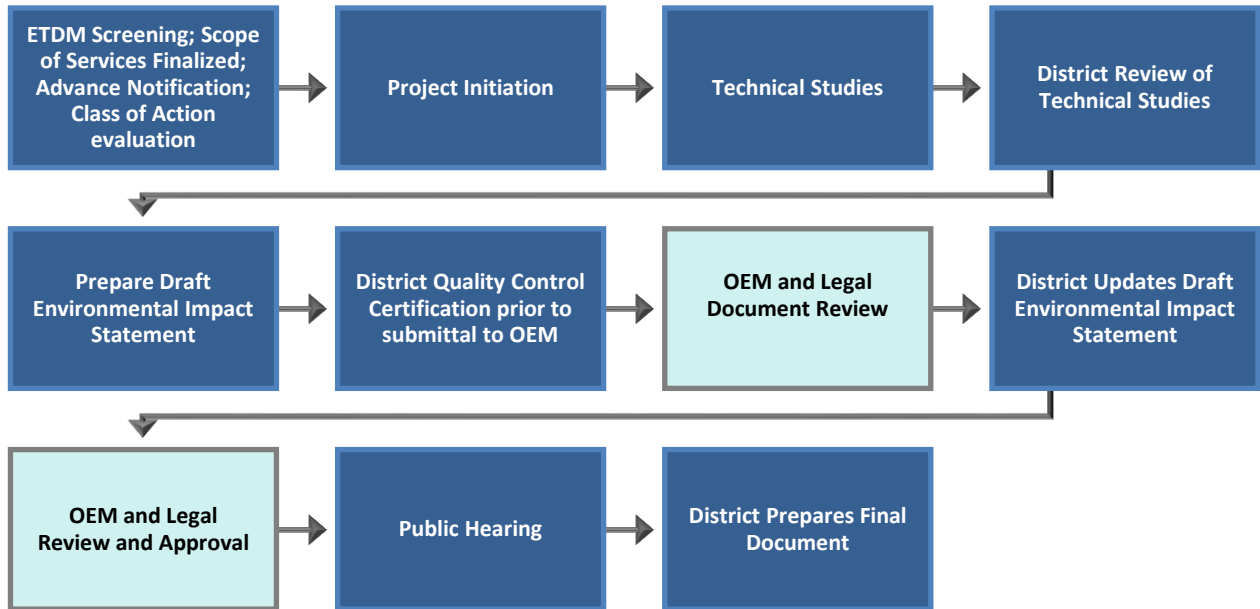 ETDM Screening; Scope
of Services Finalized;
Advance Notification;
Class of Action
evaluation
Project Initiation
Technical Studies
District Review of
Technical Studies
Prepare Draft
Environmental Impact
Statement
District Quality Control
Certification prior to
submittal to OEM
OEM and Legal
Document Review
District Updates Draft
Environmental Impact
Statement
OEM and Legal
Review and Approval
Public Hearing
District Prepares Final
Document